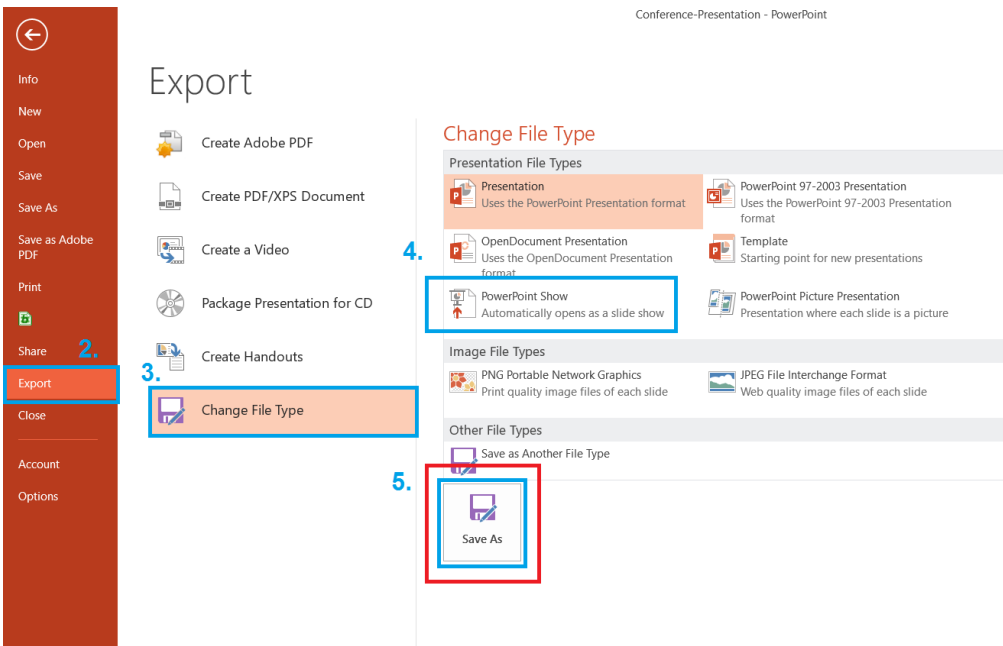 Conference-Presentation - PowerPoint
Info
New
Open
Save
Save As
Save as Adobe
PDF
Print
Share
2.
Export
Close
Account
Options
Export
Create Adobe PDF
Create PDF/XPS Document
Create a Video
Package Presentation for CD
Create Handouts
3.
Change File Type
Change File Type
Presentation File Types
Presentation
Uses the PowerPoint Presentation format
PowerPoint 97-2003 Presentation
Uses the PowerPoint 97-2003 Presentation
format
4.
OpenDocument Presentation
Uses the OpenDocument Presentation
format
Template
Starting point for new presentations
PowerPoint Show
Automatically opens as a slide show
PowerPoint Picture Presentation
Presentation where each slide is a picture
Image File Types
PNG Portable Network Graphics
Print quality image files of each slide
JPEG File Interchange Format
Web quality image files of each slide
Other File Types
Save as Another File Type
5.
Save As